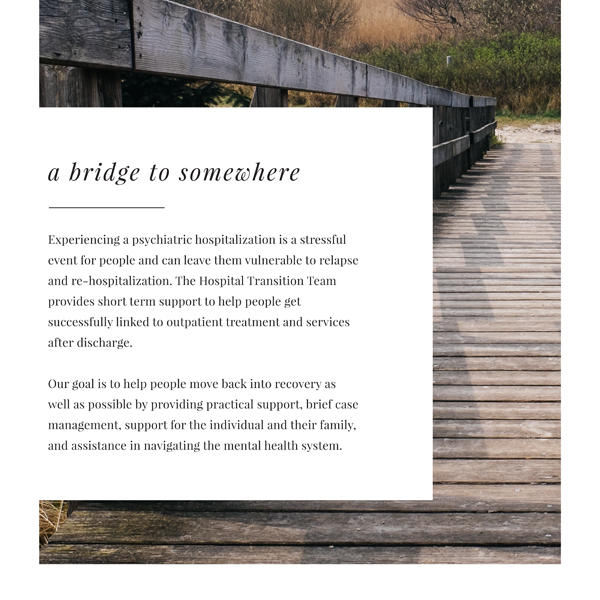 a bridge to somewhere
Experiencing a psychiatric hospitalization is a stressful
event for people and can leave them vulnerable to relapse
and re-hospitalization. The Hospital Transition Team
provides short term support to help people get
successfully linked to outpatient treatment and services
after discharge.
Our goal is to help people move back into recovery as
well as possible by providing practical support, brief case
management, support for the individual and their family,
and assistance in navigating the mental health system.